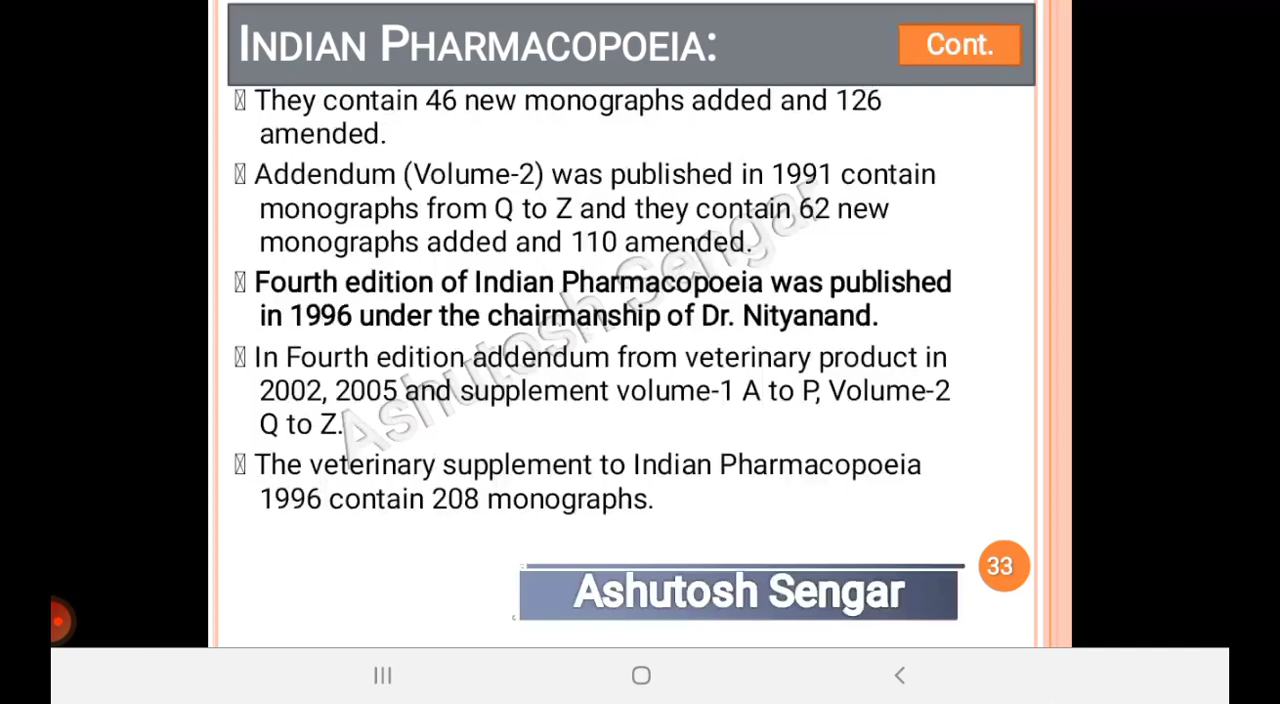 INDIAN PHARMACOPOEIA:
Cont.
They contain 46 new monographs added and 126
amended.
Addendum (Volume-2) was published in 1991 contain
monographs from Q to Z and they contain 62 new
monographs added and 110 amended.
Fourth edition of Indian Pharmacopoeia was published
in 1996 under the chairmanship of Dr. Nityanand.
In Fourth edition addendum from veterinary product in
2002, 2005 and supplement volume-1 A to P, Volume-2
Q to Z.
The veterinary supplement to Indian Pharmacopoeia
1996 contain 208 monographs.
Ashutosh Sengar
33
Ashutosh Sengar